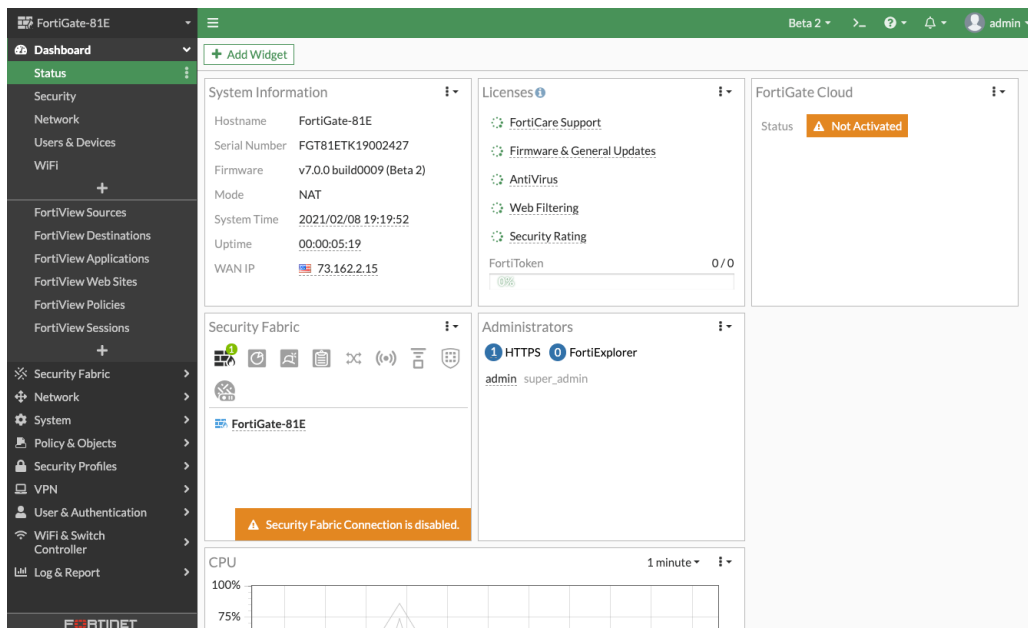 FortiGate-81E
Beta 2
>_
admin
Dashboard
Status
Security
Network
Users & Devices
WiFi
+
FortiView Sources
FortiView Destinations
FortiView Applications
FortiView Web Sites
FortiView Policies
FortiView Sessions
+
Security Fabric
Network
System
Policy & Objects
Security Profiles
VPN
User & Authentication
WiFi & Switch
Controller
Log & Report
FORTINET
+ Add Widget
System Information
Hostname FortiGate-81E
Serial Number FGT81ETK19002427
Firmware v7.0.0 build0009 (Beta 2)
Mode NAT
System Time 2021/02/08 19:19:52
Uptime 00:00:05:19
WAN IP 73.162.2.15
Licenses
FortiCare Support
Firmware & General Updates
AntiVirus
Web Filtering
Security Rating
FortiToken 0/0
0%
FortiGate Cloud
Status Not Activated
Security Fabric
1
FortiGate-81E
Security Fabric Connection is disabled.
Administrators
1 HTTPS 0 FortiExplorer
admin super_admin
CPU 1 minute
100%
75%